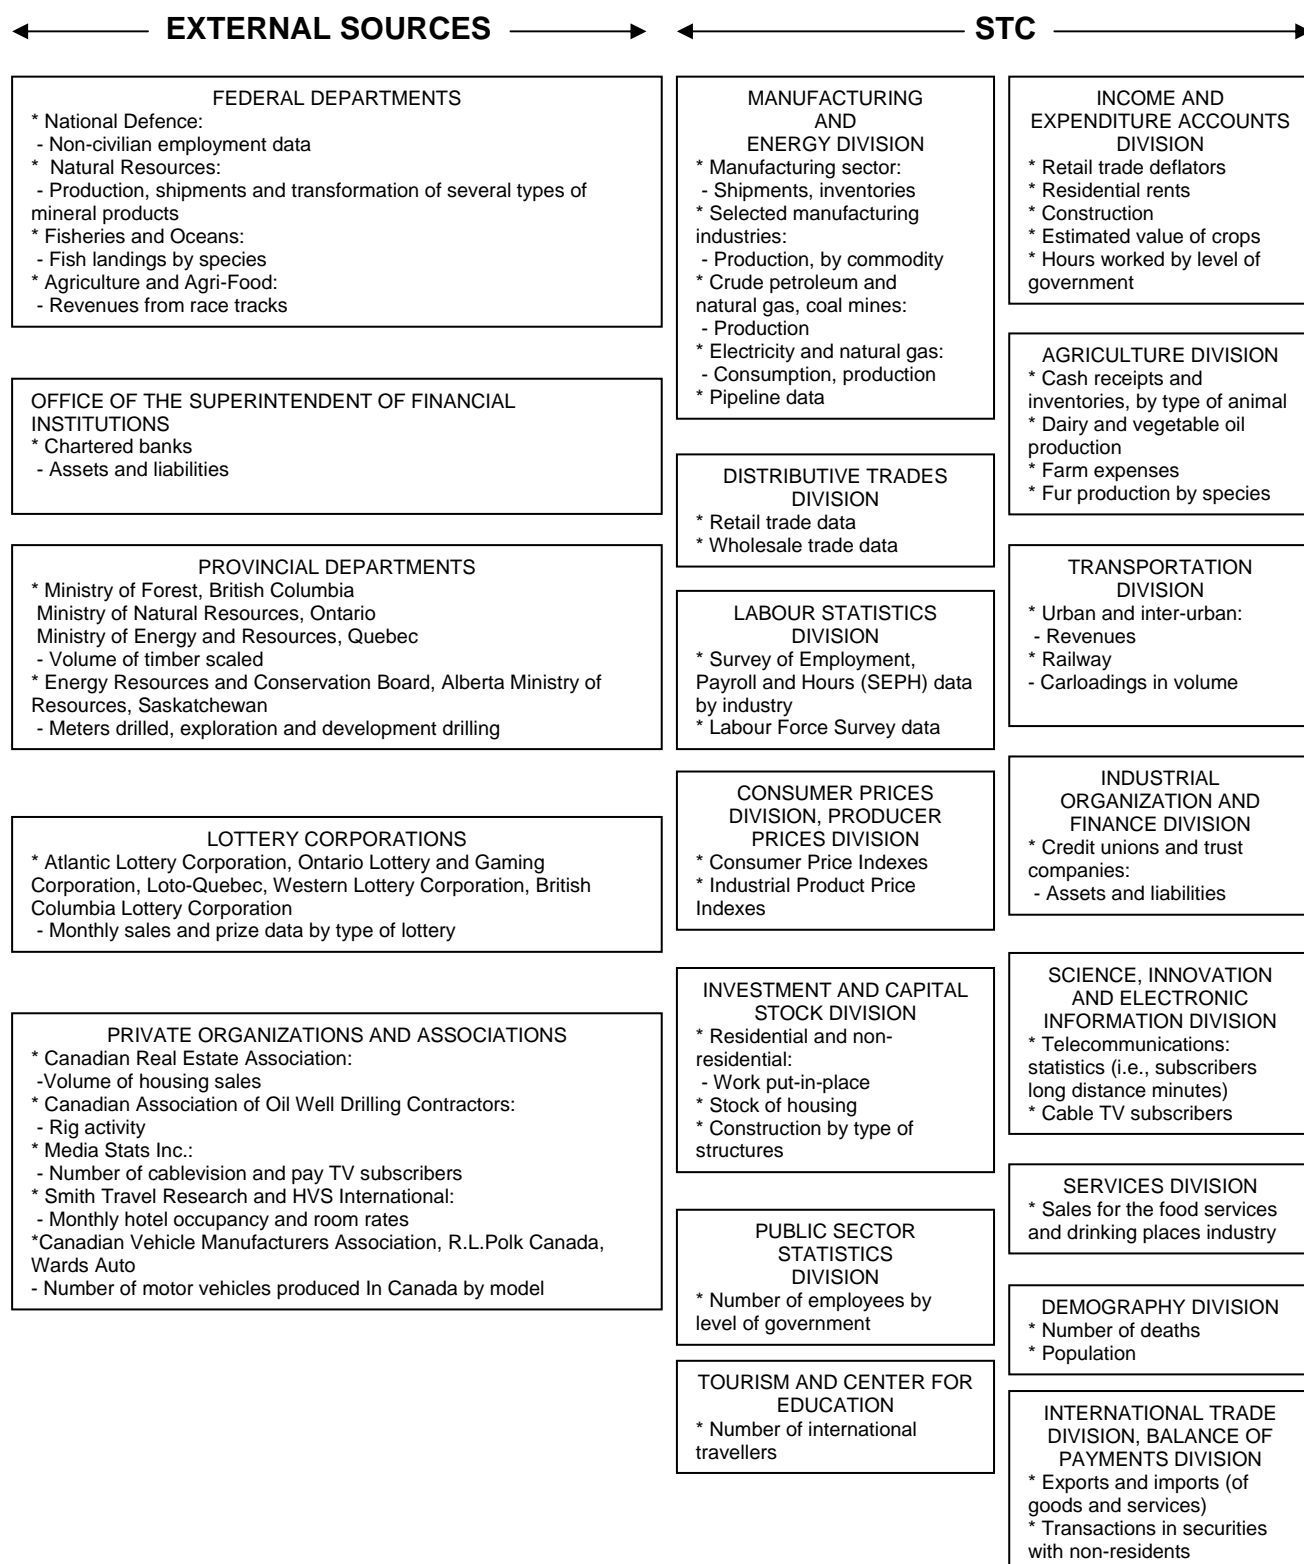 EXTERNAL SOURCES
STC
FEDERAL DEPARTMENTS
* National Defence:
- Non-civilian employment data
* Natural Resources:
- Production, shipments and transformation of several types of
mineral products
* Fisheries and Oceans:
- Fish landings by species
* Agriculture and Agri-Food:
- Revenues from race tracks
OFFICE OF THE SUPERINTENDENT OF FINANCIAL
INSTITUTIONS
* Chartered banks
- Assets and liabilities
PROVINCIAL DEPARTMENTS
* Ministry of Forest, British Columbia
Ministry of Natural Resources, Ontario
Ministry of Energy and Resources, Quebec
- Volume of timber scaled
* Energy Resources and Conservation Board, Alberta Ministry of
Resources, Saskatchewan
- Meters drilled, exploration and development drilling
LOTTERY CORPORATIONS
* Atlantic Lottery Corporation, Ontario Lottery and Gaming
Corporation, Loto-Quebec, Western Lottery Corporation, British
Columbia Lottery Corporation
- Monthly sales and prize data by type of lottery
PRIVATE ORGANIZATIONS AND ASSOCIATIONS
* Canadian Real Estate Association:
-Volume of housing sales
* Canadian Association of Oil Well Drilling Contractors:
- Rig activity
* Media Stats Inc.:
- Number of cablevision and pay TV subscribers
* Smith Travel Research and HVS International:
- Monthly hotel occupancy and room rates
*Canadian Vehicle Manufacturers Association, R.L.Polk Canada,
Wards Auto
- Number of motor vehicles produced In Canada by model
MANUFACTURING
AND
ENERGY DIVISION
* Manufacturing sector:
- Shipments, inventories
* Selected manufacturing
industries:
- Production, by commodity
* Crude petroleum and
natural gas, coal mines:
- Production
* Electricity and natural gas:
- Consumption, production
* Pipeline data
DISTRIBUTIVE TRADES
DIVISION
* Retail trade data
* Wholesale trade data
LABOUR STATISTICS
DIVISION
* Survey of Employment,
Payroll and Hours (SEPH) data
by industry
* Labour Force Survey data
CONSUMER PRICES
DIVISION, PRODUCER
PRICES DIVISION
* Consumer Price Indexes
* Industrial Product Price
Indexes
INVESTMENT AND CAPITAL
STOCK DIVISION
* Residential and non-
residential:
- Work put-in-place
* Stock of housing
* Construction by type of
structures
PUBLIC SECTOR
STATISTICS
DIVISION
* Number of employees by
level of government
TOURISM AND CENTER FOR
EDUCATION
* Number of international
travellers
INCOME AND
EXPENDITURE ACCOUNTS
DIVISION
* Retail trade deflators
* Residential rents
* Construction
* Estimated value of crops
* Hours worked by level of
government
AGRICULTURE DIVISION
* Cash receipts and
inventories, by type of animal
* Dairy and vegetable oil
production
* Farm expenses
* Fur production by species
TRANSPORTATION
DIVISION
* Urban and inter-urban:
- Revenues
* Railway
- Carloadings in volume
INDUSTRIAL
ORGANIZATION AND
FINANCE DIVISION
* Credit unions and trust
companies:
- Assets and liabilities
SCIENCE, INNOVATION
AND ELECTRONIC
INFORMATION DIVISION
* Telecommunications:
statistics (i.e., subscribers
long distance minutes)
* Cable TV subscribers
SERVICES DIVISION
* Sales for the food services
and drinking places industry
DEMOGRAPHY DIVISION
* Number of deaths
* Population
INTERNATIONAL TRADE
DIVISION, BALANCE OF
PAYMENTS DIVISION
* Exports and imports (of
goods and services)
* Transactions in securities
with non-residents